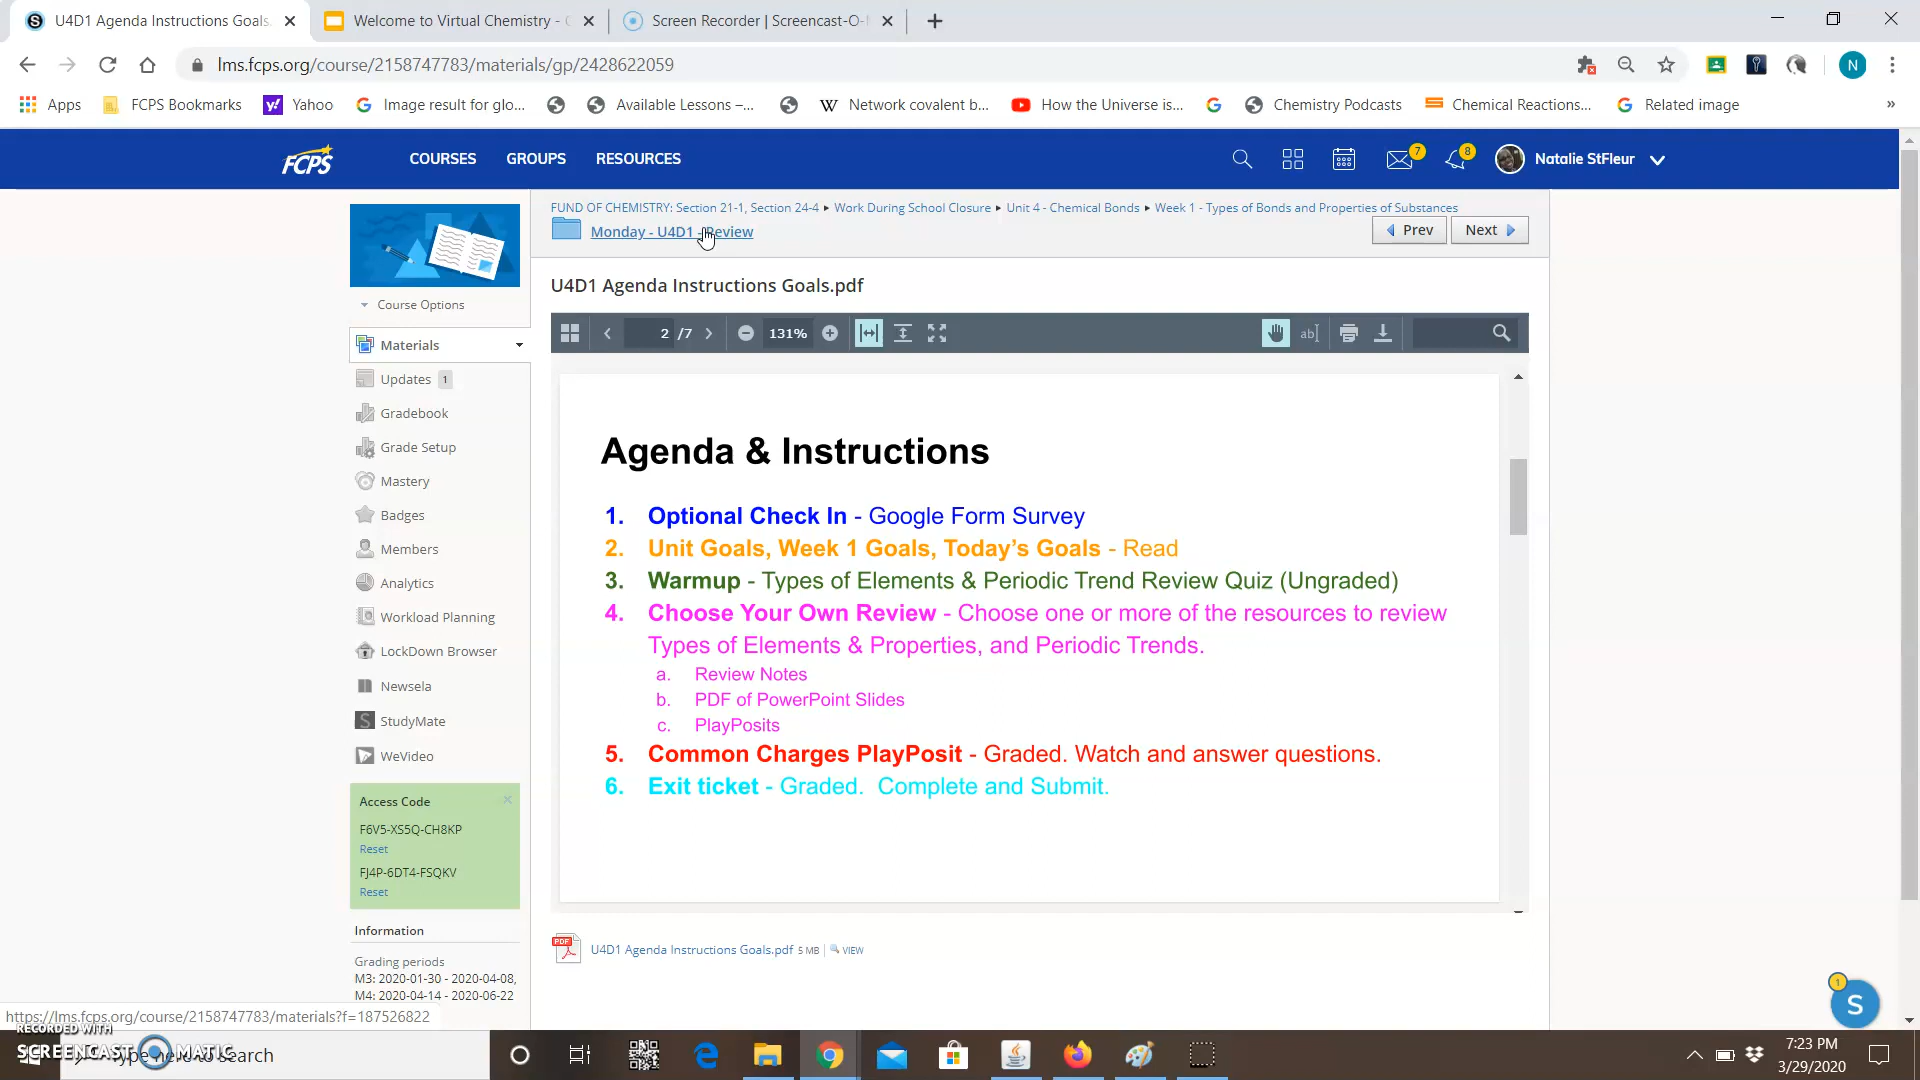 U4D1 Agenda Instructions Goals.
Welcome to Virtual Chemistry -
Screen Recorder | Screencast-O-
lms.fcps.org/course/2158747783/materials/gp/2428622059
N
Apps
FCPS Bookmarks
Yahoo
Image result for glo...
Available Lessons –...
Network covalent b...
How the Universe is...
Chemistry Podcasts
Chemical Reactions...
Related image
»
FCPS
COURSES
GROUPS
RESOURCES
7
8
Natalie StFleur
FUND OF CHEMISTRY: Section 21-1, Section 24-4 ▸ Work During School Closure ▸ Unit 4 - Chemical Bonds ▸ Week 1 - Types of Bonds and Properties of Substances
Monday - U4D1 - Review
Prev
Next
Course Options
Materials
Updates 1
Gradebook
Grade Setup
Mastery
Badges
Members
Analytics
Workload Planning
LockDown Browser
Newsela
StudyMate
WeVideo
Access Code
F6V5-XS5Q-CH8KP
Reset
FJ4P-6DT4-FSQKV
Reset
Information
Grading periods
M3: 2020-01-30 - 2020-04-08,
M4: 2020-04-14 - 2020-06-22
U4D1 Agenda Instructions Goals.pdf
2 /7
131%
ab
Agenda & Instructions
1. Optional Check In - Google Form Survey
2. Unit Goals, Week 1 Goals, Today’s Goals - Read
3. Warmup - Types of Elements & Periodic Trend Review Quiz (Ungraded)
4. Choose Your Own Review - Choose one or more of the resources to review
Types of Elements & Properties, and Periodic Trends.
a. Review Notes
b. PDF of PowerPoint Slides
c. PlayPosits
5. Common Charges PlayPosit - Graded. Watch and answer questions.
6. Exit ticket - Graded.  Complete and Submit.
PDF
U4D1 Agenda Instructions Goals.pdf 5 MB
VIEW
1
S
https://lms.fcps.org/course/2158747783/materials?f=187526822
RECORDED WITH
SCREENCAST MATIC
Type here to search
7:23 PM
3/29/2020